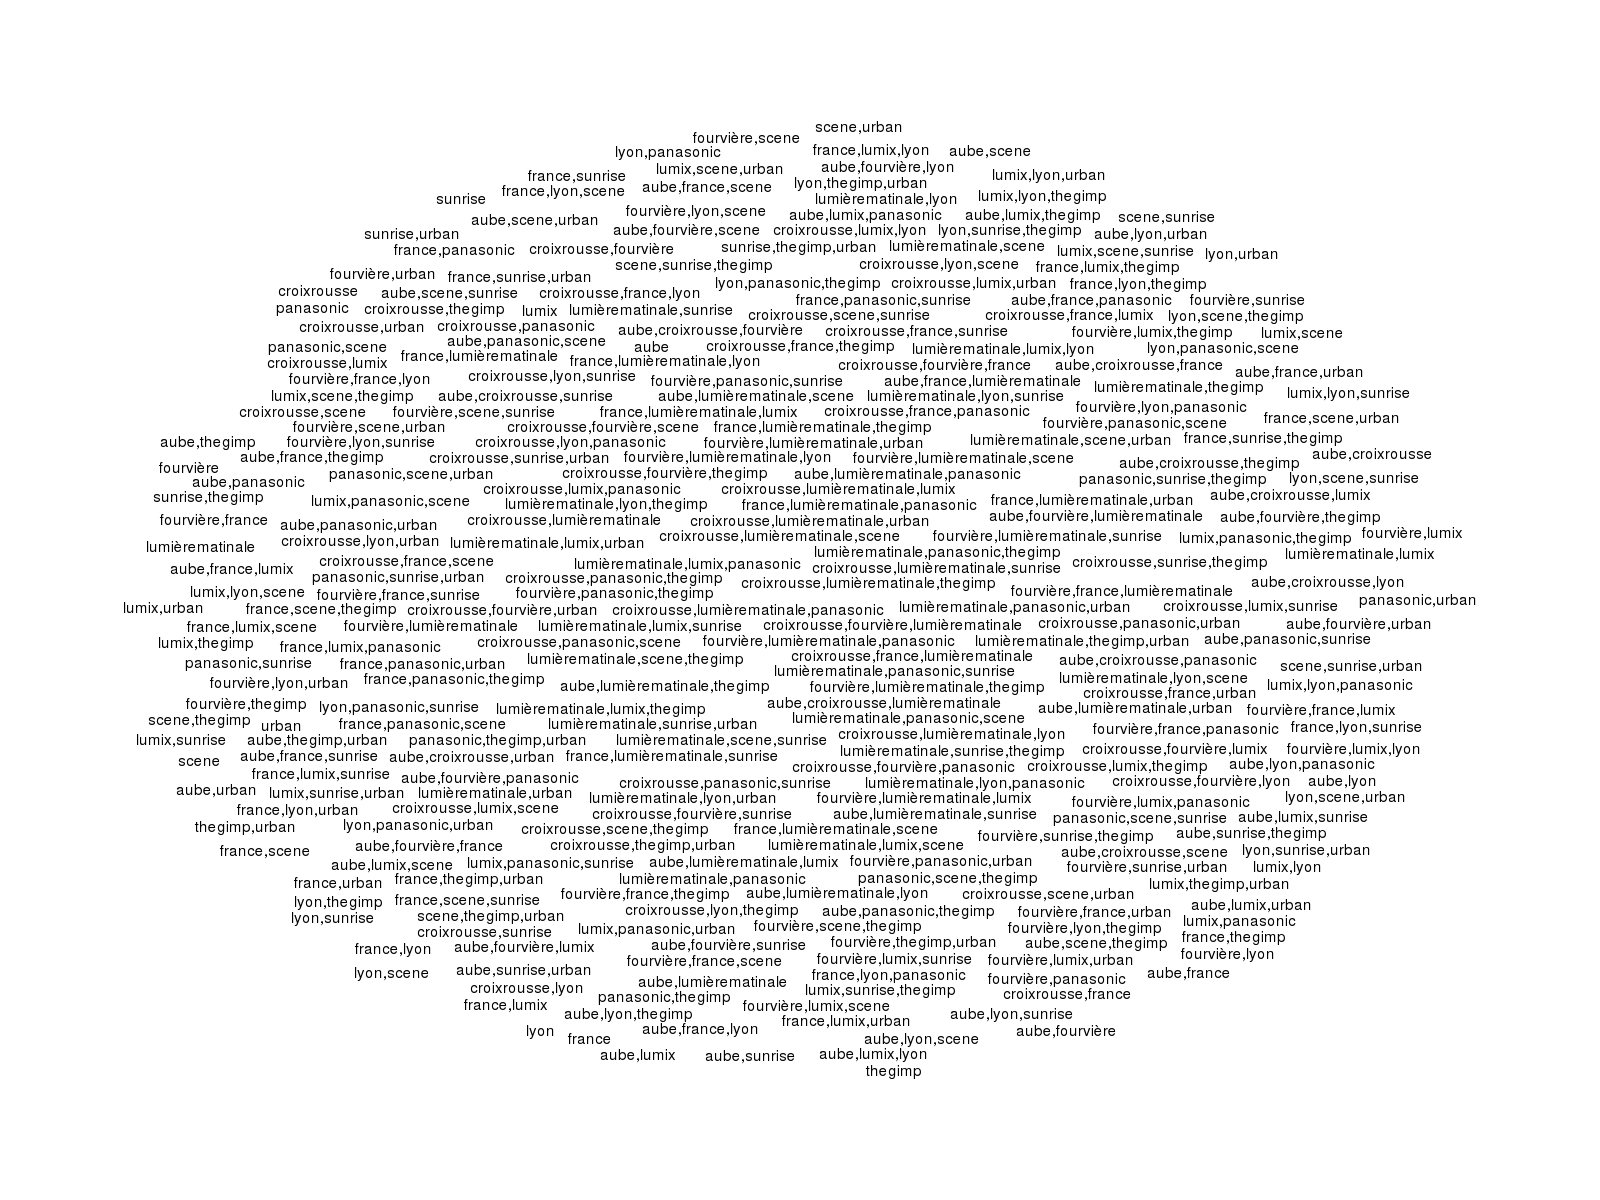 scene,urban
fourvière,scene
lyon,panasonic france,lumix,lyon aube,scene
lumix,scene,urban aube,fourvière,lyon
france,sunrise lumix,lyon,urban
france,lyon,scene aube,france,scene lyon,thegimp,urban
sunrise lumièrematinale,lyon lumix,lyon,thegimp
fourvière,lyon,scene aube,lumix,panasonic aube,lumix,thegimp scene,sunrise
aube,scene,urban
sunrise,urban aube,fourvière,scene croixrousse,lumix,lyon lyon,sunrise,thegimp aube,lyon,urban
france,panasonic croixrousse,fourvière sunrise,thegimp,urban lumièrematinale,scene lumix,scene,sunrise lyon,urban
scene,sunrise,thegimp croixrousse,lyon,scene france,lumix,thegimp
fourvière,urban france,sunrise,urban lyon,panasonic,thegimp croixrousse,lumix,urban france,lyon,thegimp
croixrousse aube,scene,sunrise croixrousse,france,lyon france,panasonic,sunrise aube,france,panasonic fourvière,sunrise
panasonic croixrousse,thegimp lumix lumièrematinale,sunrise croixrousse,scene,sunrise croixrousse,france,lumix lyon,scene,thegimp
croixrousse,urban croixrousse,panasonic aube,croixrousse,fourvière croixrousse,france,sunrise fourvière,lumix,thegimp lumix,scene
panasonic,scene aube,panasonic,scene aube croixrousse,france,thegimp lumièrematinale,lumix,lyon lyon,panasonic,scene
croixrousse,lumix france,lumièrematinale france,lumièrematinale,lyon croixrousse,fourvière,france aube,croixrousse,france
fourvière,france,lyon croixrousse,lyon,sunrise fourvière,panasonic,sunrise aube,france,lumièrematinale lumièrematinale,thegimp aube,france,urban
lumix,scene,thegimp aube,croixrousse,sunrise aube,lumièrematinale,scene lumièrematinale,lyon,sunrise lumix,lyon,sunrise
croixrousse,scene fourvière,scene,sunrise france,lumièrematinale,lumix croixrousse,france,panasonic fourvière,lyon,panasonic
fourvière,scene,urban croixrousse,fourvière,scene france,lumièrematinale,thegimp fourvière,panasonic,scene france,scene,urban
aube,thegimp fourvière,lyon,sunrise croixrousse,lyon,panasonic fourvière,lumièrematinale,urban lumièrematinale,scene,urban france,sunrise,thegimp
aube,france,thegimp croixrousse,sunrise,urban fourvière,lumièrematinale,lyon fourvière,lumièrematinale,scene aube,croixrousse,thegimp aube,croixrousse
fourvière panasonic,scene,urban croixrousse,fourvière,thegimp aube,lumièrematinale,panasonic panasonic,sunrise,thegimp lyon,scene,sunrise
aube,panasonic croixrousse,lumix,panasonic croixrousse,lumièrematinale,lumix
sunrise,thegimp lumix,panasonic,scene lumièrematinale,lyon,thegimp france,lumièrematinale,panasonic france,lumièrematinale,urban aube,croixrousse,lumix
fourvière,france aube,panasonic,urban croixrousse,lumièrematinale croixrousse,lumièrematinale,urban aube,fourvière,lumièrematinale aube,fourvière,thegimp
lumièrematinale croixrousse,lyon,urban lumièrematinale,lumix,urban croixrousse,lumièrematinale,scene fourvière,lumièrematinale,sunrise lumix,panasonic,thegimp fourvière,lumix
lumièrematinale,panasonic,thegimp lumièrematinale,lumix
aube,france,lumix croixrousse,france,scene lumièrematinale,lumix,panasonic croixrousse,lumièrematinale,sunrise croixrousse,sunrise,thegimp
panasonic,sunrise,urban croixrousse,panasonic,thegimp croixrousse,lumièrematinale,thegimp aube,croixrousse,lyon
lumix,lyon,scene fourvière,france,sunrise fourvière,panasonic,thegimp fourvière,france,lumièrematinale
lumix,urban france,scene,thegimp croixrousse,fourvière,urban croixrousse,lumièrematinale,panasonic lumièrematinale,panasonic,urban croixrousse,lumix,sunrise panasonic,urban
france,lumix,scene fourvière,lumièrematinale lumièrematinale,lumix,sunrise croixrousse,fourvière,lumièrematinale croixrousse,panasonic,urban aube,fourvière,urban
lumix,thegimp france,lumix,panasonic croixrousse,panasonic,scene fourvière,lumièrematinale,panasonic lumièrematinale,thegimp,urban aube,panasonic,sunrise
panasonic,sunrise france,panasonic,urban lumièrematinale,scene,thegimp croixrousse,france,lumièrematinale aube,croixrousse,panasonic scene,sunrise,urban
fourvière,lyon,urban france,panasonic,thegimp aube,lumièrematinale,thegimp lumièrematinale,panasonic,sunrise lumièrematinale,lyon,scene lumix,lyon,panasonic
fourvière,lumièrematinale,thegimp croixrousse,france,urban
fourvière,thegimp lyon,panasonic,sunrise lumièrematinale,lumix,thegimp aube,croixrousse,lumièrematinale aube,lumièrematinale,urban fourvière,france,lumix
scene,thegimp urban france,panasonic,scene lumièrematinale,sunrise,urban lumièrematinale,panasonic,scene fourvière,france,panasonic france,lyon,sunrise
lumix,sunrise aube,thegimp,urban panasonic,thegimp,urban lumièrematinale,scene,sunrise croixrousse,lumièrematinale,lyon
scene aube,france,sunrise aube,croixrousse,urban france,lumièrematinale,sunrise lumièrematinale,sunrise,thegimp croixrousse,fourvière,lumix fourvière,lumix,lyon
france,lumix,sunrise aube,fourvière,panasonic croixrousse,fourvière,panasonic croixrousse,lumix,thegimp aube,lyon,panasonic
aube,urban lumix,sunrise,urban lumièrematinale,urban croixrousse,panasonic,sunrise lumièrematinale,lyon,panasonic croixrousse,fourvière,lyon aube,lyon
france,lyon,urban croixrousse,lumix,scene lumièrematinale,lyon,urban fourvière,lumièrematinale,lumix fourvière,lumix,panasonic lyon,scene,urban
thegimp,urban lyon,panasonic,urban croixrousse,fourvière,sunrise aube,lumièrematinale,sunrise panasonic,scene,sunrise aube,lumix,sunrise
croixrousse,scene,thegimp france,lumièrematinale,scene fourvière,sunrise,thegimp aube,sunrise,thegimp
france,scene aube,fourvière,france croixrousse,thegimp,urban lumièrematinale,lumix,scene aube,croixrousse,scene lyon,sunrise,urban
aube,lumix,scene lumix,panasonic,sunrise aube,lumièrematinale,lumix fourvière,panasonic,urban fourvière,sunrise,urban lumix,lyon
france,urban france,thegimp,urban lumièrematinale,panasonic panasonic,scene,thegimp lumix,thegimp,urban
lyon,thegimp france,scene,sunrise fourvière,france,thegimp aube,lumièrematinale,lyon croixrousse,scene,urban aube,lumix,urban
lyon,sunrise scene,thegimp,urban croixrousse,lyon,thegimp aube,panasonic,thegimp fourvière,france,urban lumix,panasonic
croixrousse,sunrise lumix,panasonic,urban fourvière,scene,thegimp fourvière,lyon,thegimp france,thegimp
france,lyon aube,fourvière,lumix aube,fourvière,sunrise fourvière,thegimp,urban aube,scene,thegimp fourvière,lyon
lyon,scene aube,sunrise,urban fourvière,france,scene fourvière,lumix,sunrise fourvière,lumix,urban aube,france
croixrousse,lyon aube,lumièrematinale france,lyon,panasonic fourvière,panasonic
france,lumix panasonic,thegimp lumix,sunrise,thegimp croixrousse,france
aube,lyon,thegimp fourvière,lumix,scene aube,lyon,sunrise
lyon aube,france,lyon france,lumix,urban aube,fourvière
france aube,lyon,scene
aube,lumix aube,sunrise aube,lumix,lyon
thegimp